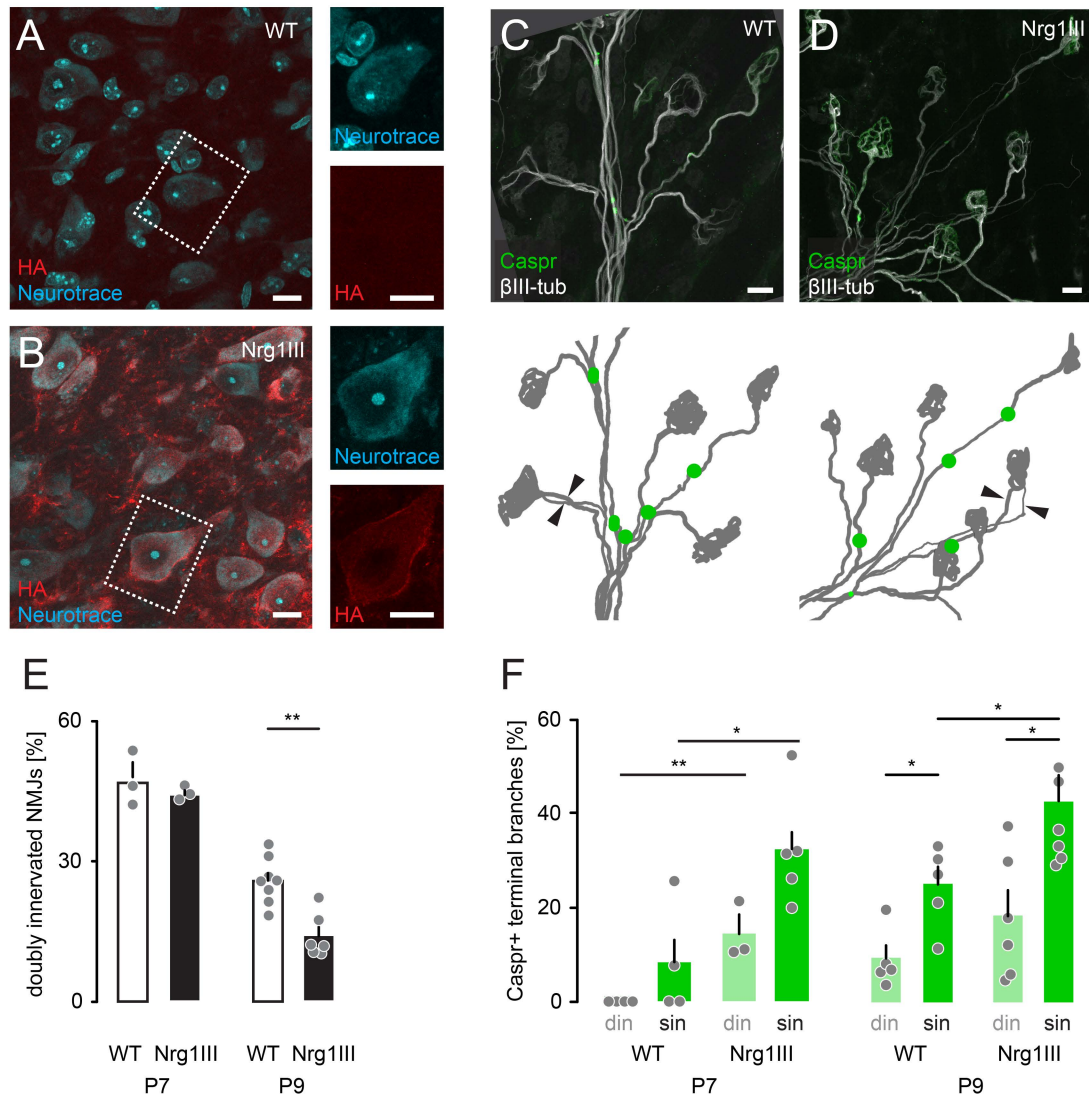 A
WT
Neurotrace
HA
Neurotrace
HA
B
Nrg1III
Neurotrace
HA
Neurotrace
HA
C
WT
Caspr
βIII-tub
D
Nrg1III
Caspr
βIII-tub
E
doubly innervated NMJs [%]
60
30
0
**
WT Nrg1III WT Nrg1III
P7 P9
F
Caspr+ terminal branches [%]
60
40
20
0
*
**
*
*
*
din sin din sin din sin din sin
WT Nrg1III WT Nrg1III
P7 P9